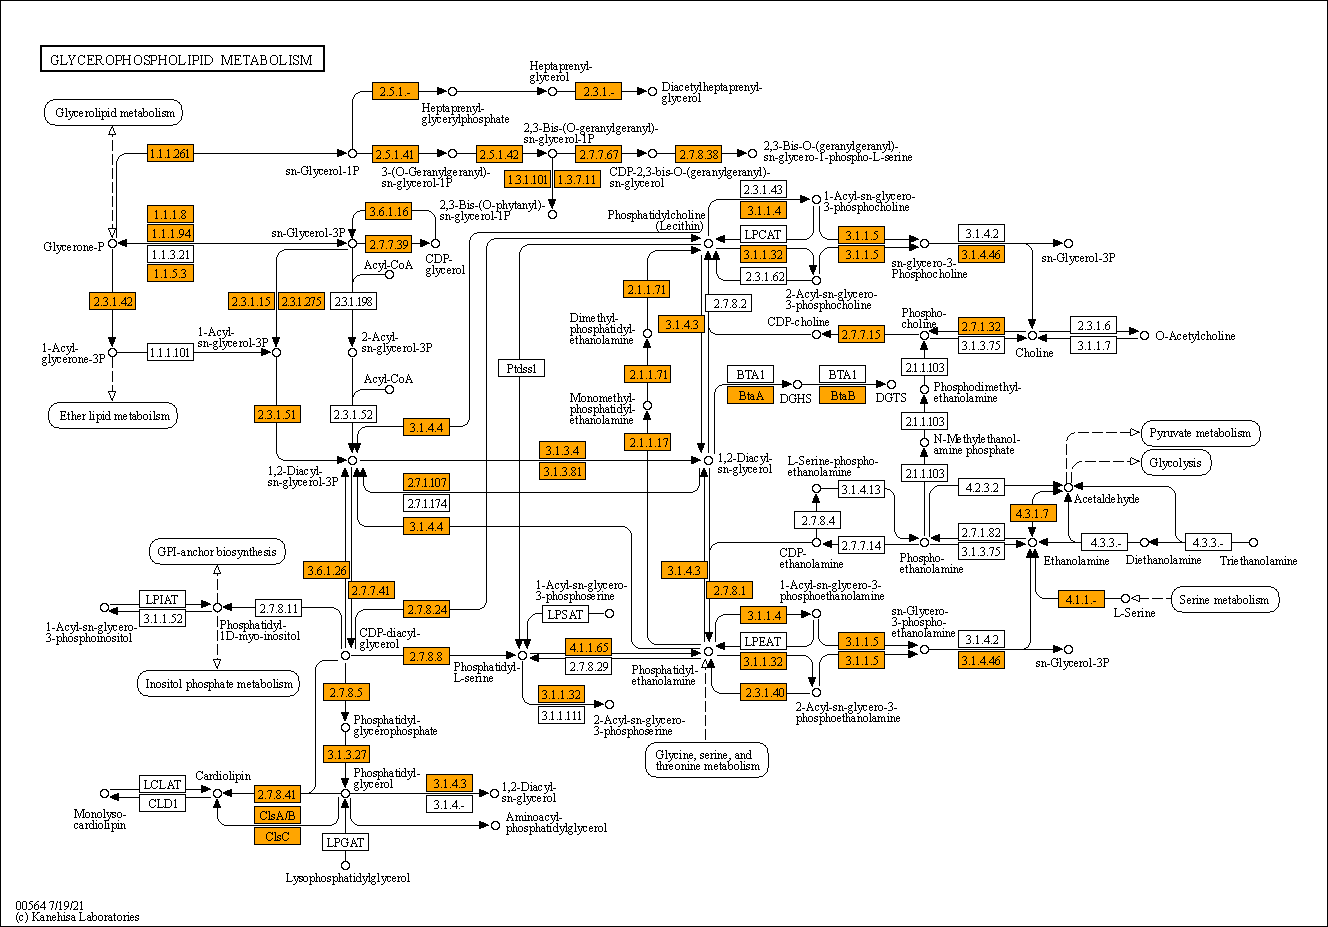 GLYCEROPHOSPHOLIPID METABOLISM
Heptaprenyl-
glycerol
2.5.1.-
2.3.1.-
Diacetylheptaprenyl-
glycerol
Heptaprenyl-
glycerylphosphate
Glycerolipid metabolism
2,3-Bis-(O-geranylgeranyl)-
sn-glycerol-1P
1.1.1.261
sn-Glycerol-1P
2.5.1.41
2.5.1.42
2.7.7.67
2.7.8.38
2,3-Bis-O-(geranylgeranyl)-
sn-glycero-1-phospho-L-serine
3-(O-Geranylgeranyl)-
sn-glycerol-1P
CDP-2,3-bis-O-(geranylgeranyl)-
sn-glycerol
1.3.1.101
1.3.7.11
2,3-Bis-(O-phytanyl)-
sn-glycerol-1P
2.3.1.43
3.1.1.4
1-Acyl-sn-glycero-
3-phosphocholine
Phosphatidylcholine
(Lecithin)
1.1.1.8
1.1.1.94
1.1.3.21
1.1.5.3
Glycerone-P
sn-Glycerol-3P
3.6.1.16
2.7.7.39
CDP-
glycerol
LPCAT
3.1.1.32
2.3.1.62
3.1.1.5
3.1.1.5
3.1.4.2
3.1.4.46
sn-Glycerol-3P
sn-glycero-3-
Phosphocholine
Acyl-CoA
2.3.1.42
2.3.1.15
2.3.1.275
2.3.1.198
2.1.1.71
2.7.8.2
2-Acyl-sn-glycero-
3-phosphocholine
1-Acyl-
sn-glycerol-3P
2-Acyl-
sn-glycerol-3P
Dimethyl-
phosphatidyl-
ethanolamine
3.1.4.3
CDP-choline
2.7.7.15
Phospho-
choline
2.7.1.32
3.1.3.75
Choline
2.3.1.6
3.1.1.7
O-Acetylcholine
1-Acyl-
glycerone-3P
1.1.1.101
Ptdss1
2.1.1.71
BTA1
BtaA
DGHS
BTA1
BtaB
DGTS
2.1.1.103
Phosphodimethyl-
ethanolamine
Acyl-CoA
Ether lipid metaboilsm
2.3.1.51
2.3.1.52
3.1.4.4
Monomethyl-
phosphatidyl-
ethanolamine
2.1.1.17
2.1.1.103
N-Methylethanol-
amine phosphate
Pyruvate metabolism
Glycolysis
3.1.3.4
3.1.3.81
1,2-Diacyl-
sn-glycerol-3P
1,2-Diacyl-
sn-glycerol
L-Serine-phospho-
ethanolamine
2.1.1.103
2.7.1.107
2.7.1.174
3.1.4.4
3.1.4.13
4.2.3.2
Acetaldehyde
4.3.1.7
2.7.8.4
GPI-anchor biosynthesis
CDP-
ethanolamine
2.7.7.14
Phospho-
ethanolamine
2.7.1.82
3.1.3.75
Ethanolamine
4.3.3.-
Diethanolamine
4.3.3.-
Triethanolamine
3.6.1.26
2.7.7.41
3.1.4.3
2.7.8.1
1-Acyl-sn-glycero-
3-phosphoserine
1-Acyl-sn-glycero-3-
phosphoethanolamine
LPIAT
3.1.1.52
2.7.8.11
2.7.8.24
LPSAT
3.1.1.4
sn-Glycero-
3-phospho-
ethanolamine
4.1.1.-
L-Serine
Serine metabolism
1-Acyl-sn-glycero-
3-phosphoinositol
Phosphatidyl-
1D-myo-inositol
CDP-diacyl-
glycerol
2.7.8.8
Phosphatidyl-
L-serine
4.1.1.65
2.7.8.29
Phosphatidyl-
ethanolamine
LPEAT
3.1.1.32
3.1.1.5
3.1.1.5
3.1.4.2
3.1.4.46
sn-Glycerol-3P
Inositol phosphate metabolism
2.7.8.5
3.1.1.32
3.1.1.111
2.3.1.40
2-Acyl-sn-glycero-3-
phosphoethanolamine
Phosphatidyl-
glycerophosphate
2-Acyl-sn-glycero-
3-phosphoserine
3.1.3.27
Glycine, serine, and
threonine metabolism
LCLAT
CLD1
Cardiolipin
2.7.8.41
ClsA/B
ClsC
Phosphatidyl-
glycerol
3.1.4.3
3.1.4.-
1,2-Diacyl-
sn-glycerol
Monolyso-
cardiolipin
Aminoacyl-
phosphatidylglycerol
LPGAT
Lysophosphatidylglycerol
00564 7/19/21
(c) Kanehisa Laboratories